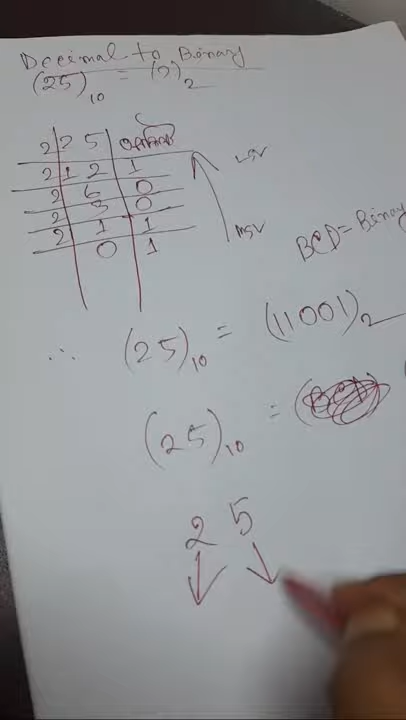 Decimal to Binary
(25)10 = (?)2
2 25
2 12 1
2 6 0
2 3 0
2 1 1
0 1
LSV
MSV
BCD = Binary
∴ (25)10 = (11001)2
(25)10 = (
2 5